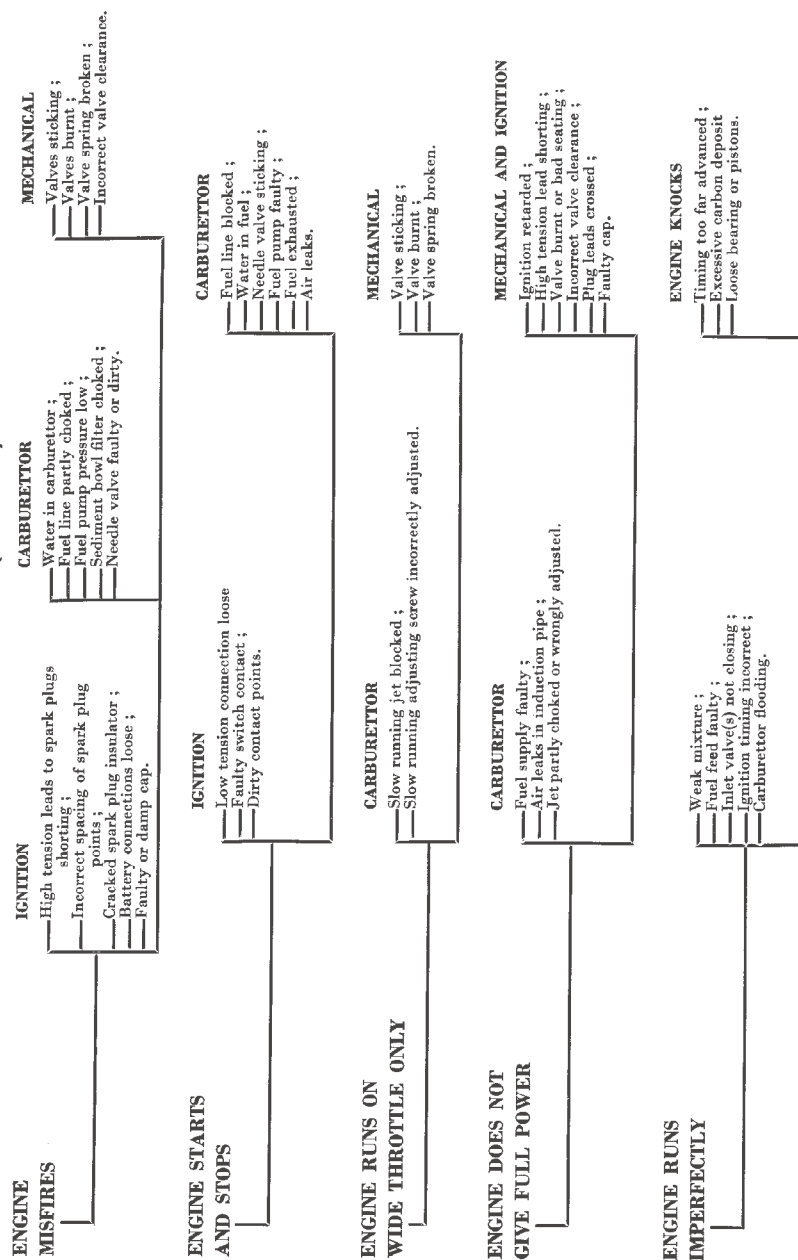 ENGINE
MISFIRES
IGNITION
High tension leads to spark plugs
shorting ;
Incorrect spacing of spark plug
points ;
Cracked spark plug insulator ;
Battery connections loose ;
Faulty or damp cap.
CARBURETTOR
Water in carburettor ;
Fuel line partly choked ;
Fuel pump pressure low ;
Sediment bowl filter choked ;
Needle valve faulty or dirty.
MECHANICAL
Valves sticking ;
Valves burnt ;
Valve spring broken ;
Incorrect valve clearance.
ENGINE STARTS
AND STOPS
IGNITION
Low tension connection loose
Faulty switch contact ;
Dirty contact points.
CARBURETTOR
Fuel line blocked ;
Water in fuel ;
Needle valve sticking ;
Fuel pump faulty ;
Fuel exhausted ;
Air leaks.
ENGINE RUNS ON
WIDE THROTTLE ONLY
CARBURETTOR
Slow running jet blocked ;
Slow running adjusting screw incorrectly adjusted.
MECHANICAL
Valve sticking ;
Valve burnt ;
Valve spring broken.
ENGINE DOES NOT
GIVE FULL POWER
CARBURETTOR
Fuel supply faulty ;
Air leaks in induction pipe ;
Jet partly choked or wrongly adjusted.
MECHANICAL AND IGNITION
Ignition retarded ;
High tension lead shorting ;
Valve burnt or bad seating ;
Incorrect valve clearance ;
Plug leads crossed ;
Faulty cap.
ENGINE RUNS
IMPERFECTLY
Weak mixture ;
Fuel feed faulty ;
Inlet valve(s) not closing ;
Ignition timing incorrect ;
Carburettor flooding.
ENGINE KNOCKS
Timing too far advanced ;
Excessive carbon deposit
Loose bearing or pistons.